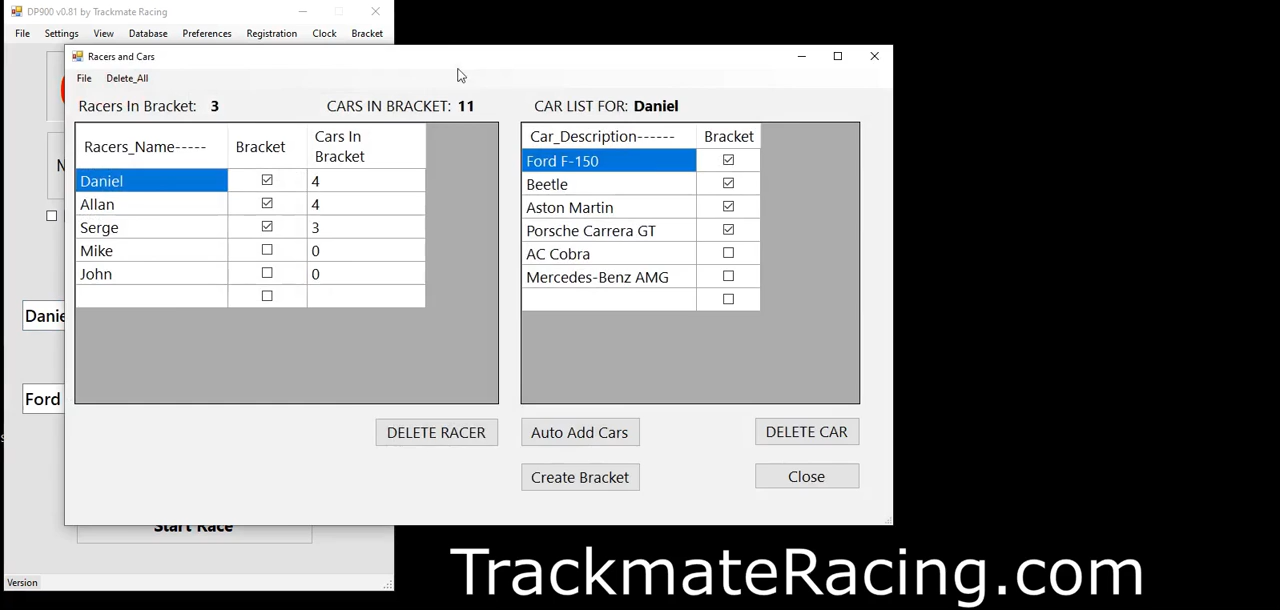 DP900 v0.81 by Trackmate Racing
File Settings View Database Preferences Registration Clock Bracket
Racers and Cars
File Delete_All
Racers In Bracket: 3 CARS IN BRACKET: 11 CAR LIST FOR: Daniel
Racers_Name----- Bracket Cars In Bracket
Daniel 4
Allan 4
Serge 3
Mike 0
John 0
Car_Description------ Bracket
Ford F-150
Beetle
Aston Martin
Porsche Carrera GT
AC Cobra
Mercedes-Benz AMG
DELETE RACER Auto Add Cars DELETE CAR
Create Bracket Close
N
Danie
Ford
Start Race
Version
TrackmateRacing.com